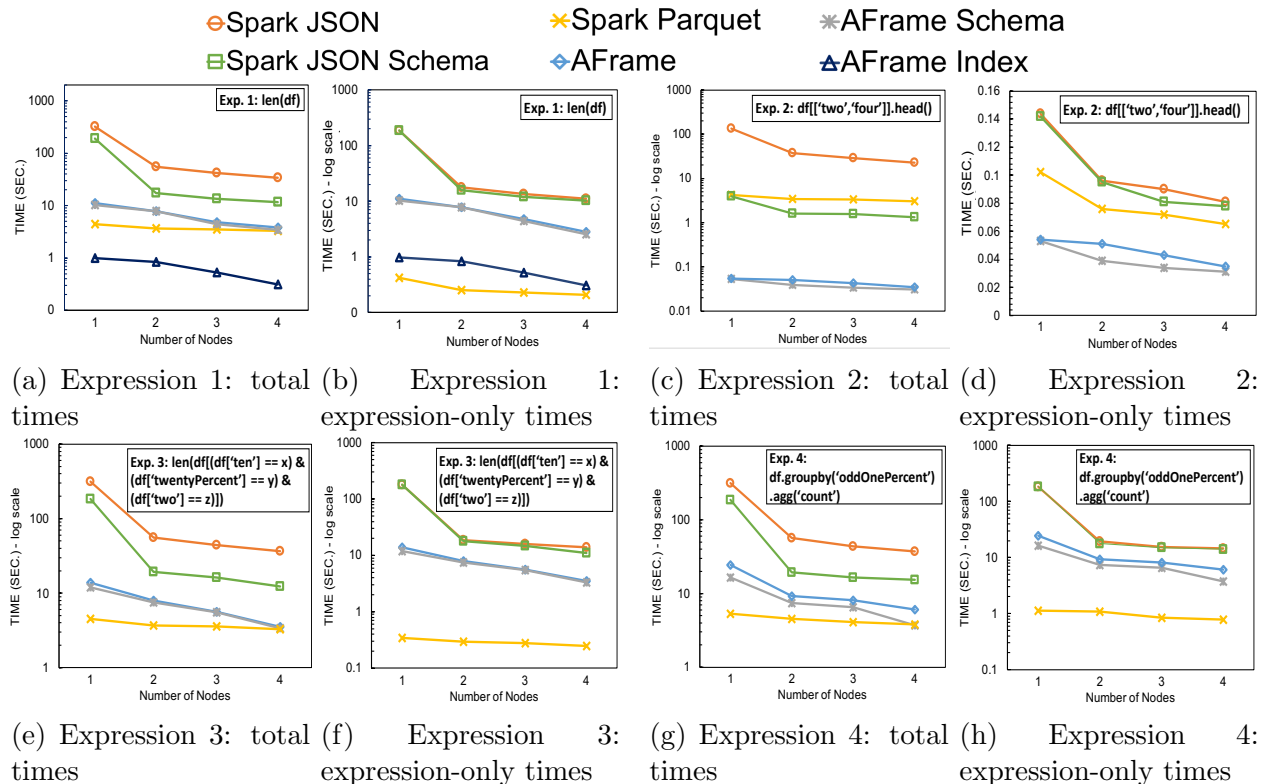 Spark JSON
Spark Parquet
AFrame Schema
Spark JSON Schema
AFrame
AFrame Index
1000
100
10
1
0
TIME (SEC.)
Exp. 1: len(df)
1 2 3 4
Number of Nodes
1000
100
10
1
0
TIME (SEC.) - log scale
Exp. 1: len(df)
1 2 3 4
Number of Nodes
1000
100
10
1
0.1
0.01
TIME (SEC.) - log scale
Exp. 2: df[['two','four']].head()
1 2 3 4
Number of Nodes
0.16
0.14
0.12
0.1
0.08
0.06
0.04
0.02
0
TIME (SEC.)
Exp. 2: df[['two','four']].head()
1 2 3 4
Number of Nodes
(a) Expression 1: total
times
(b) Expression 1:
expression-only times
(c) Expression 2: total
times
(d) Expression 2:
expression-only times
1000
100
10
1
TIME (SEC.) - log scale
Exp. 3: len(df[(df['ten'] == x) &
(df['twentyPercent'] == y) &
(df['two'] == z)])
1 2 3 4
Number of Nodes
1000
100
10
1
0.1
TIME (SEC.) - log scale
Exp. 3: len(df[(df['ten'] == x) &
(df['twentyPercent'] == y) &
(df['two'] == z)])
1 2 3 4
Number of Nodes
1000
100
10
1
TIME (SEC.) - log scale
Exp. 4:
df.groupby('oddOnePercent')
.agg('count')
1 2 3 4
Number of Nodes
1000
100
10
1
0.1
TIME (SEC.) - log scale
Exp. 4:
df.groupby('oddOnePercent')
.agg('count')
1 2 3 4
Number of Nodes
(e) Expression 3: total
times
(f) Expression 3:
expression-only times
(g) Expression 4: total
times
(h) Expression 4:
expression-only times